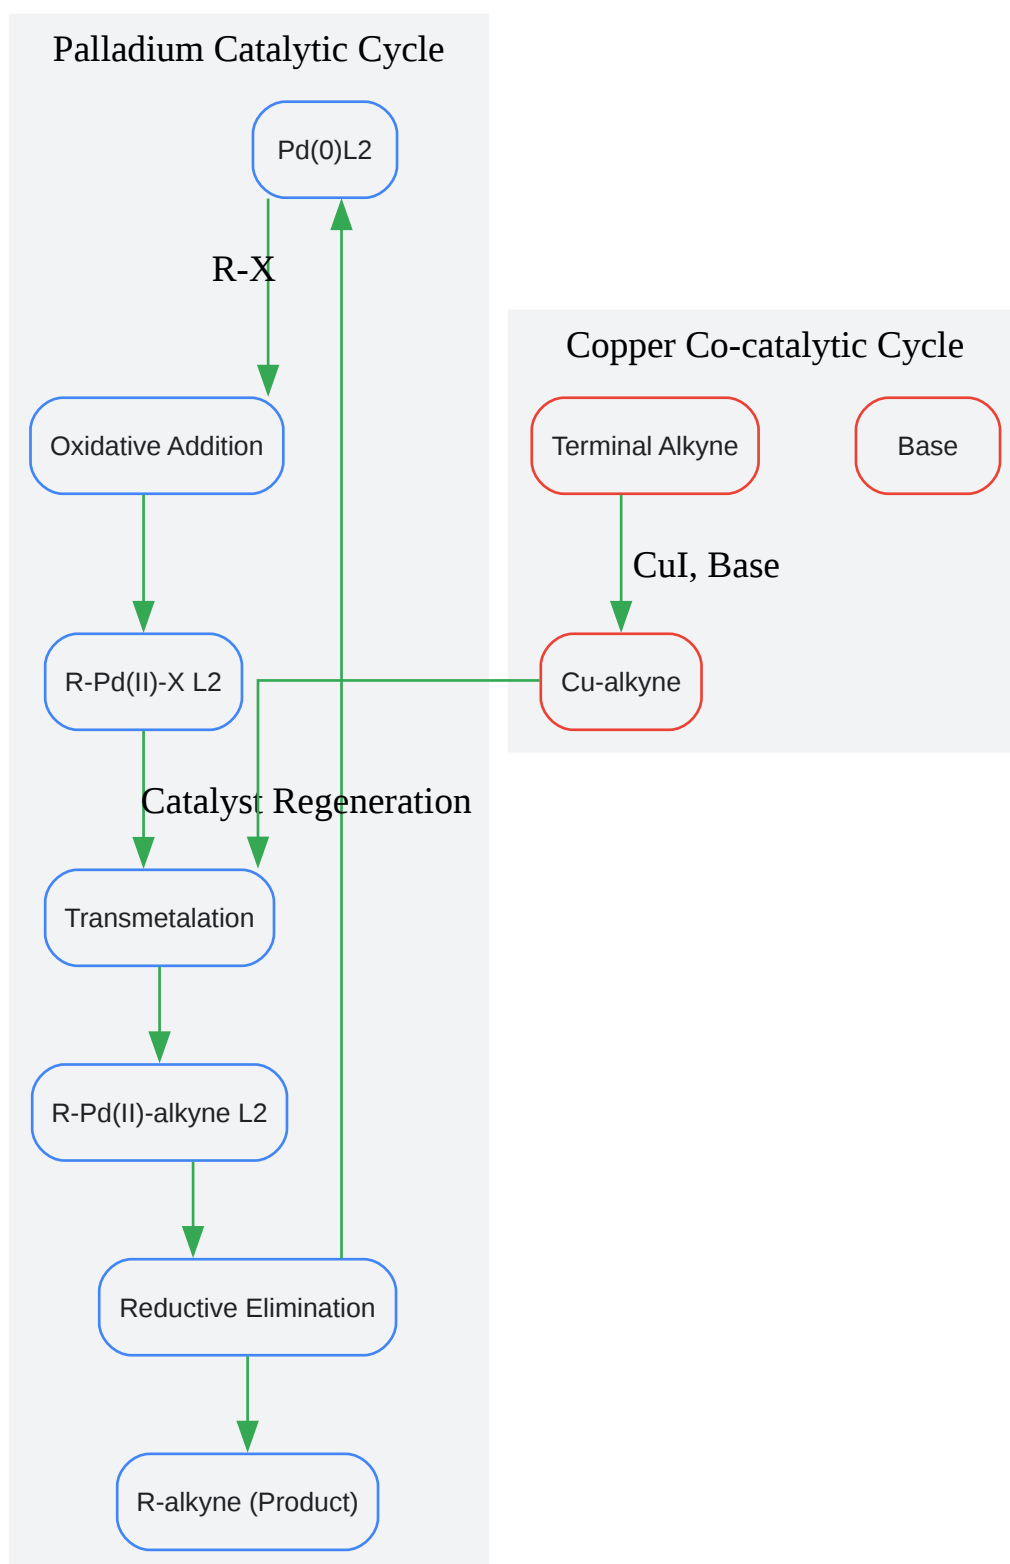 Palladium Catalytic Cycle
Pd(0)L2
R-X
Copper Co-catalytic Cycle
Oxidative Addition
Terminal Alkyne
Base
CuI, Base
R-Pd(II)-X L2
Cu-alkyne
Catalyst Regeneration
Transmetalation
R-Pd(II)-alkyne L2
Reductive Elimination
R-alkyne (Product)